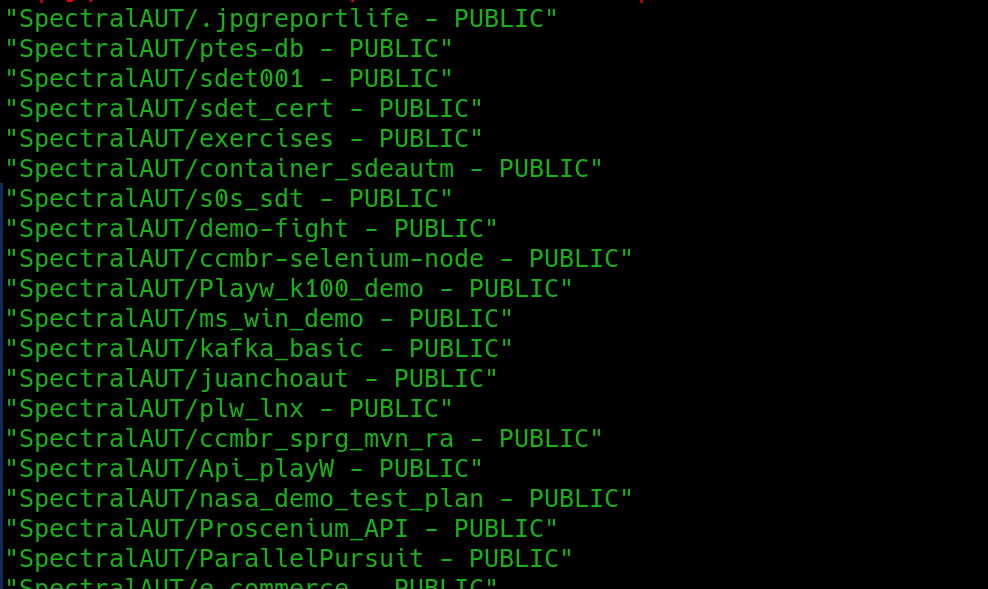 "SpectralAUT/.jpgreportlife - PUBLIC"
"SpectralAUT/ptes-db - PUBLIC"
"SpectralAUT/sdet001 - PUBLIC"
"SpectralAUT/sdet_cert - PUBLIC"
"SpectralAUT/exercises - PUBLIC"
"SpectralAUT/container_sdeautm - PUBLIC"
"SpectralAUT/s0s_sdt - PUBLIC"
"SpectralAUT/demo-fight - PUBLIC"
"SpectralAUT/ccmbr-selenium-node - PUBLIC"
"SpectralAUT/Playw_k100_demo - PUBLIC"
"SpectralAUT/ms_win_demo - PUBLIC"
"SpectralAUT/kafka_basic - PUBLIC"
"SpectralAUT/juanchoaut - PUBLIC"
"SpectralAUT/plw_lnx - PUBLIC"
"SpectralAUT/ccmbr_sprg_mvn_ra - PUBLIC"
"SpectralAUT/Api_playW - PUBLIC"
"SpectralAUT/nasa_demo_test_plan - PUBLIC"
"SpectralAUT/Proscenium_API - PUBLIC"
"SpectralAUT/ParallelPursuit - PUBLIC"
"SpectralAUT/e commerce - PUBLIC"